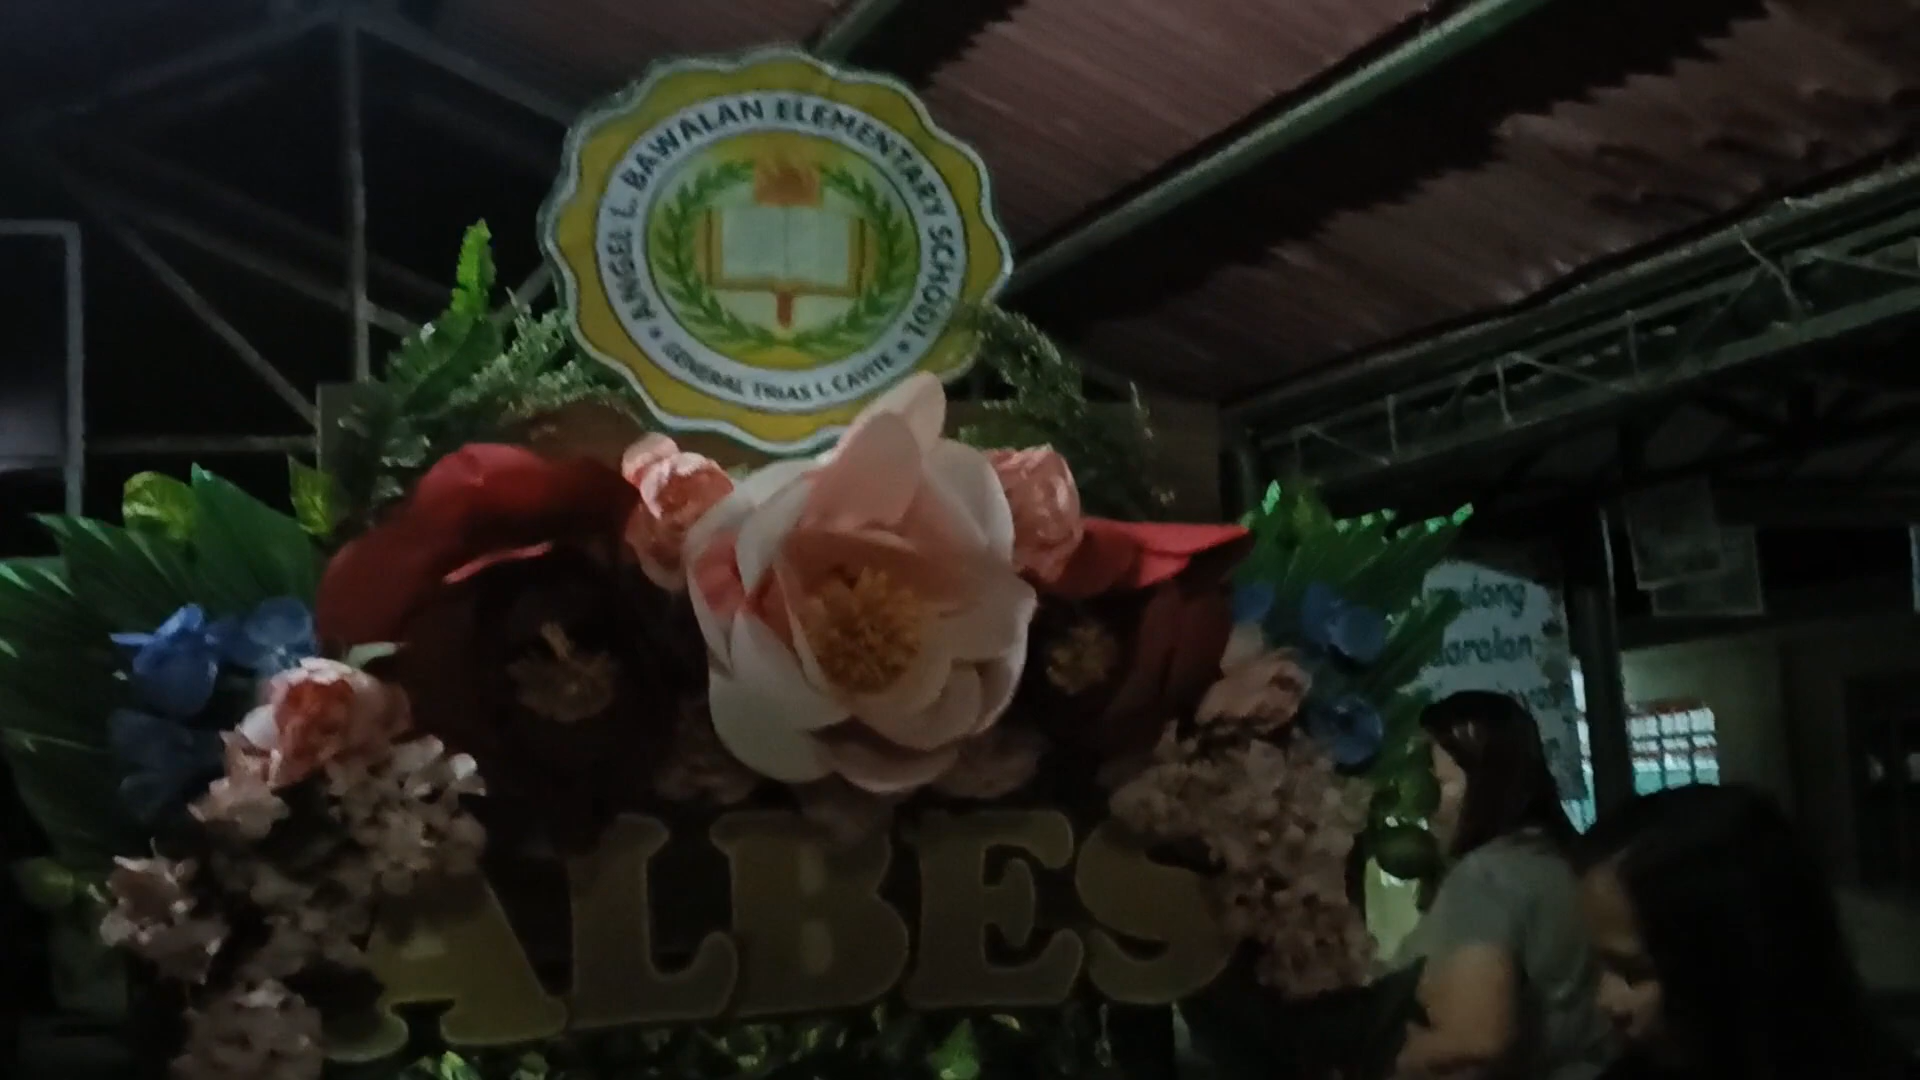 ANGEL L. BAWALAN ELEMENTARY SCHOOL
GENERAL TRIAS I, CAVITE
ALBES